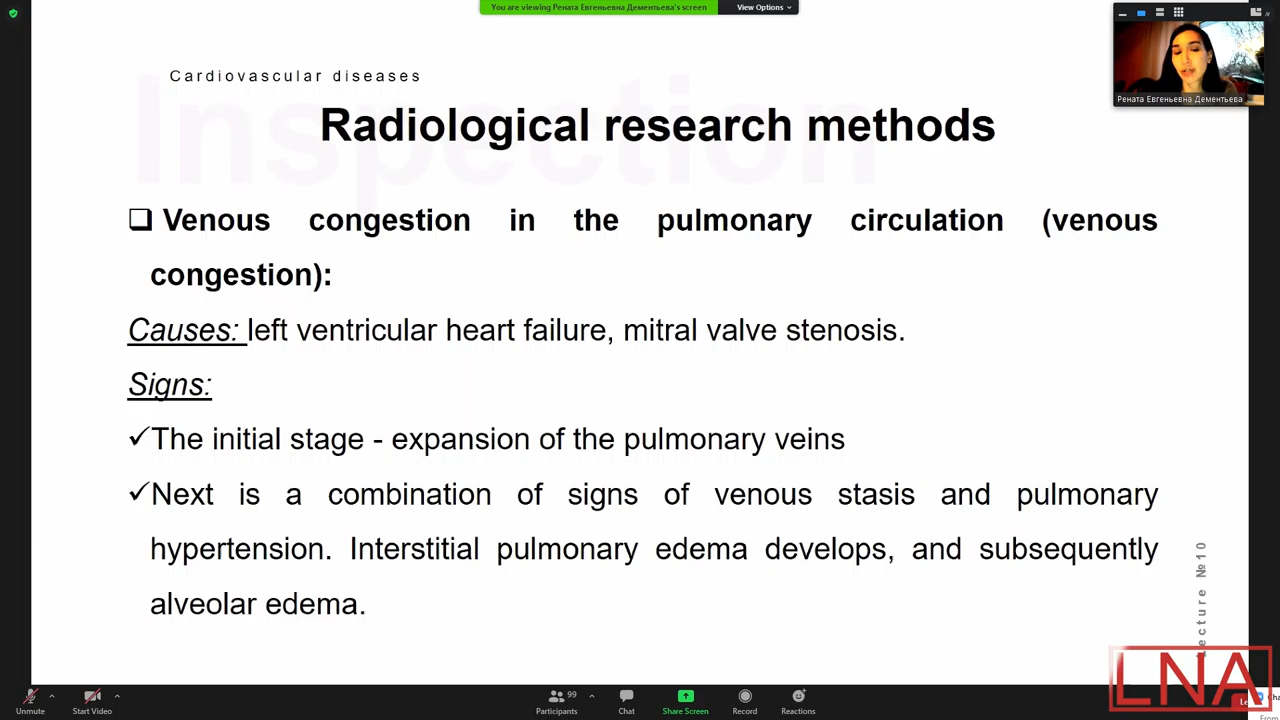 You are viewing Рената Евгеньевна Дементьева's screen
View Options
Cardiovascular diseases
Inspection
Radiological research methods
Рената Евгеньевна Дементьева
❑ Venous congestion in the pulmonary circulation (venous
congestion):
Causes: left ventricular heart failure, mitral valve stenosis.
Signs:
✓The initial stage - expansion of the pulmonary veins
✓Next is a combination of signs of venous stasis and pulmonary
hypertension. Interstitial pulmonary edema develops, and subsequently
alveolar edema.
Lecture №10
LNA
Unmute
Start Video
99
Participants
Chat
Share Screen
Record
Reactions
From